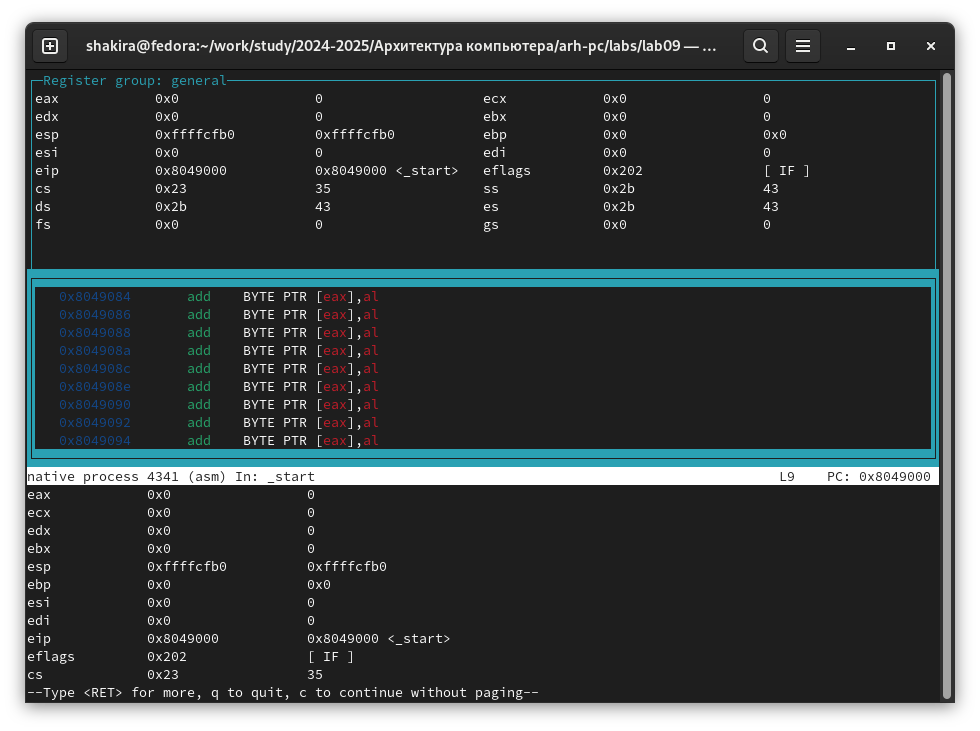 shakira@fedora:~/work/study/2024-2025/Архитектура компьютера/arh-pc/labs/lab09 — ...
Register group: general
eax 0x0 0 ecx 0x0 0
edx 0x0 0 ebx 0x0 0
esp 0xffffcfb0 0xffffcfb0 ebp 0x0 0x0
esi 0x0 0 edi 0x0 0
eip 0x8049000 0x8049000 <_start> eflags 0x202 [ IF ]
cs 0x23 35 ss 0x2b 43
ds 0x2b 43 es 0x2b 43
fs 0x0 0 gs 0x0 0
0x8049084 add BYTE PTR [eax],al
0x8049086 add BYTE PTR [eax],al
0x8049088 add BYTE PTR [eax],al
0x804908a add BYTE PTR [eax],al
0x804908c add BYTE PTR [eax],al
0x804908e add BYTE PTR [eax],al
0x8049090 add BYTE PTR [eax],al
0x8049092 add BYTE PTR [eax],al
0x8049094 add BYTE PTR [eax],al
native process 4341 (asm) In: _start L9 PC: 0x8049000
eax 0x0 0
ecx 0x0 0
edx 0x0 0
ebx 0x0 0
esp 0xffffcfb0 0xffffcfb0
ebp 0x0 0x0
esi 0x0 0
edi 0x0 0
eip 0x8049000 0x8049000 <_start>
eflags 0x202 [ IF ]
cs 0x23 35
--Type <RET> for more, q to quit, c to continue without paging--